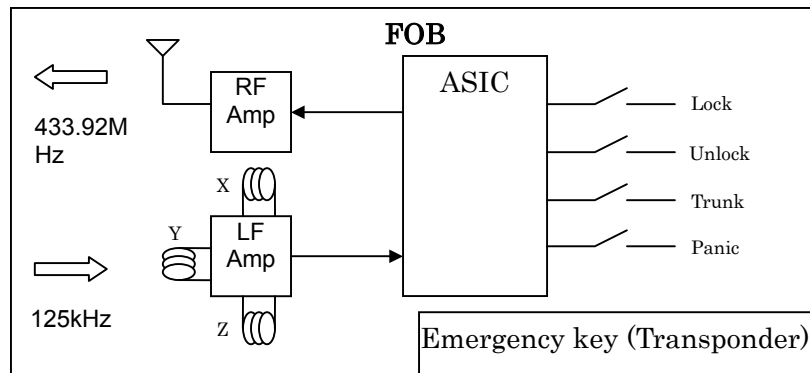 FOB
RF
Amp
ASIC
Lock
433.92M
Hz
Unlock
X
Trunk
Y
LF
Amp
Panic
125kHz
Z
Emergency key (Transponder)